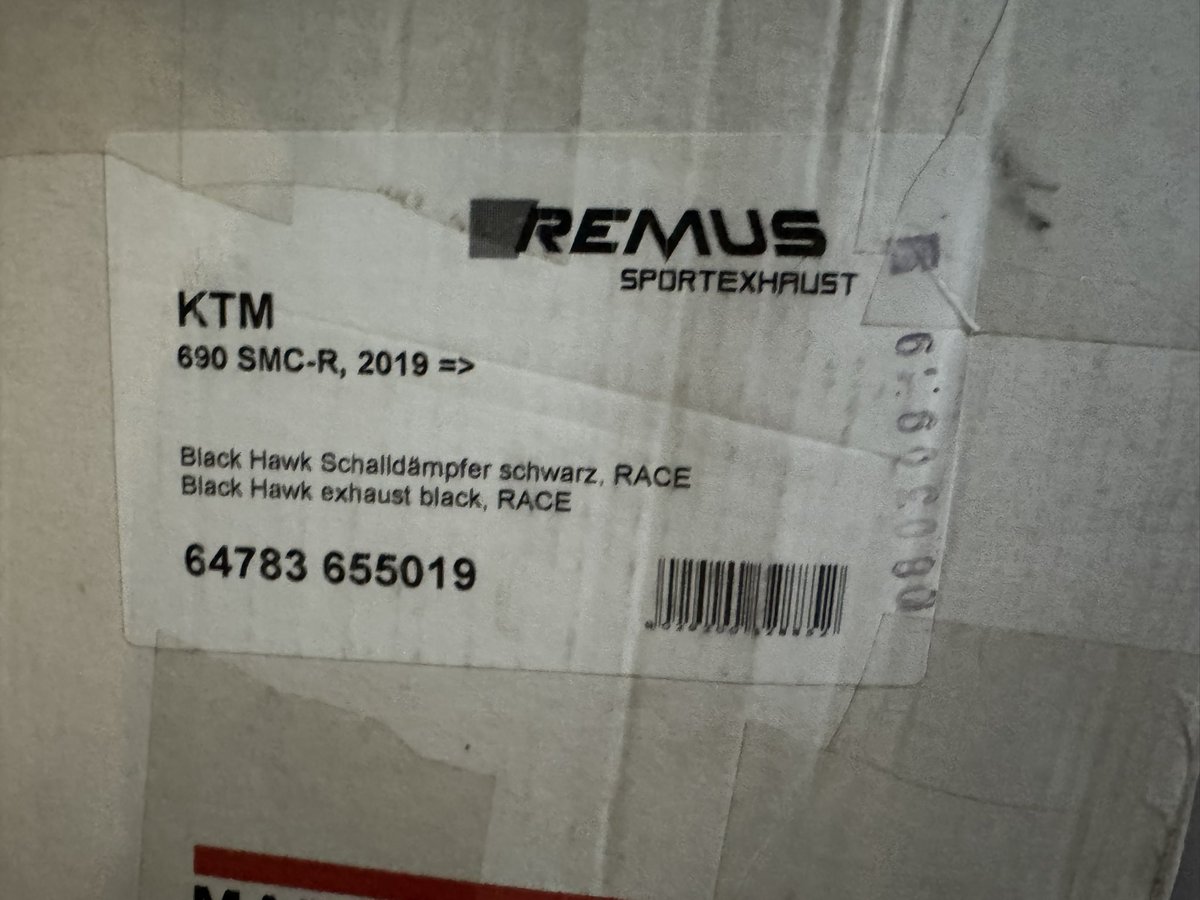 REMUS
SPORTEXHAUST
KTM
690 SMC-R, 2019 =>
Black Hawk Schalldämpfer schwarz, RACE
Black Hawk exhaust black, RACE
64783 655019